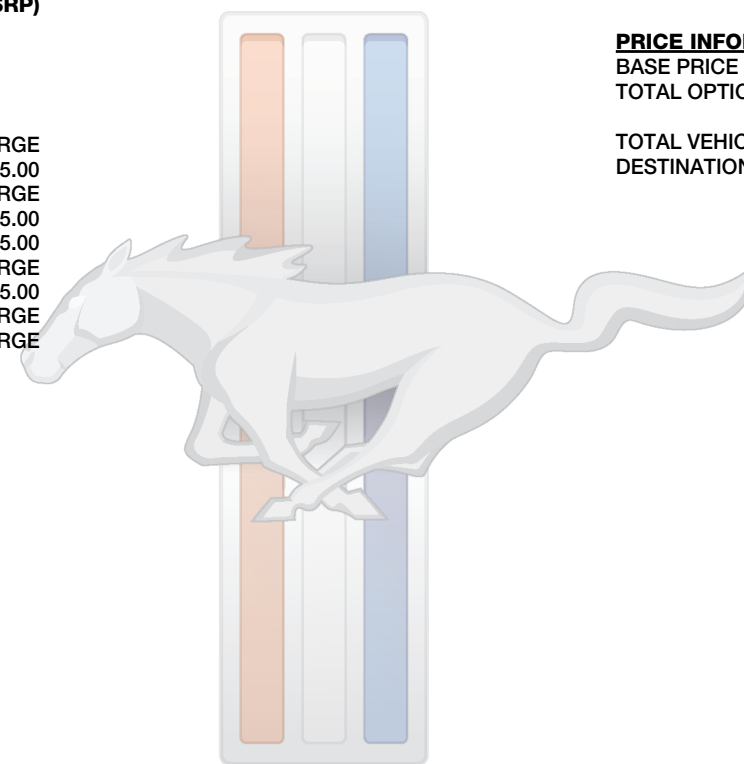 SRP)
RGE
5.00
RGE
5.00
5.00
RGE
5.00
RGE
RGE
PRICE INFO
BASE PRICE
TOTAL OPTIO
TOTAL VEHIC
DESTINATION